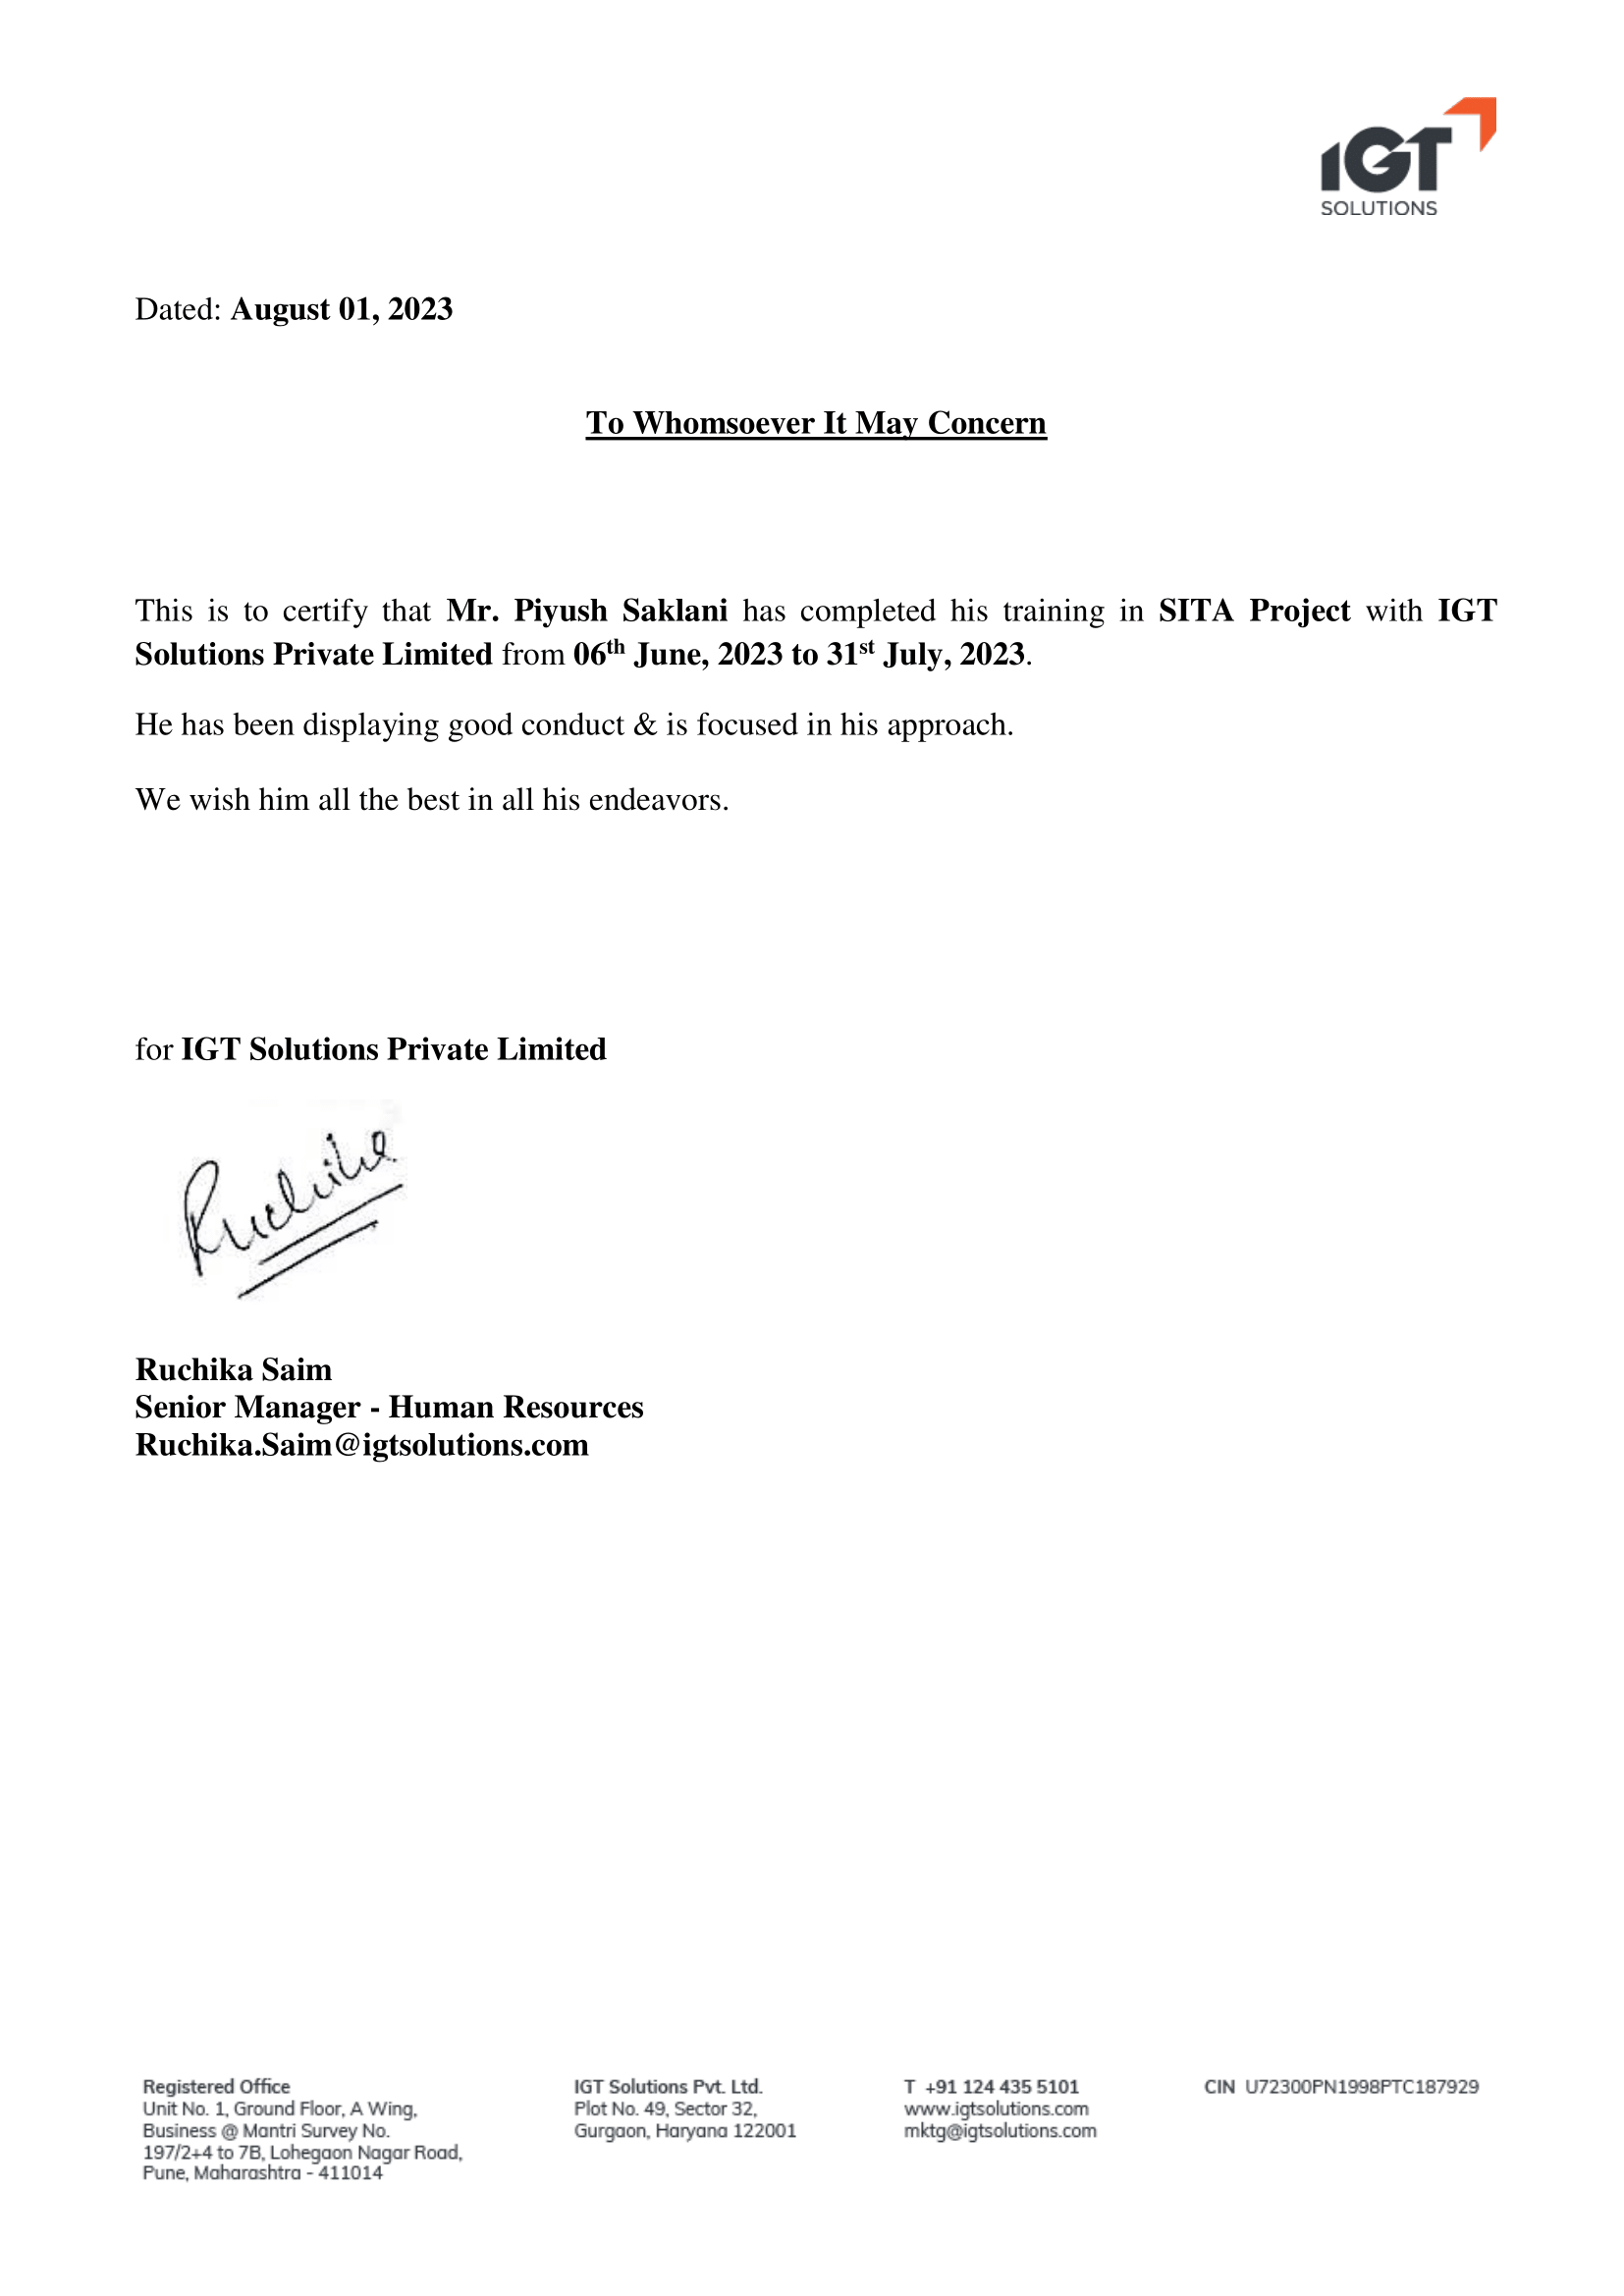 IGT
SOLUTIONS
Dated: August 01, 2023
To Whomsoever It May Concern
This is to certify that Mr. Piyush Saklani has completed his training in SITA Project with IGT
Solutions Private Limited from 06th June, 2023 to 31st July, 2023.
He has been displaying good conduct & is focused in his approach.
We wish him all the best in all his endeavors.
for IGT Solutions Private Limited
Ruchika
Ruchika Saim
Senior Manager - Human Resources
Ruchika.Saim@igtsolutions.com
Registered Office
Unit No. 1, Ground Floor, A Wing,
Business @ Mantri Survey No.
197/2+4 to 7B, Lohegaon Nagar Road,
Pune, Maharashtra - 411014
IGT Solutions Pvt. Ltd.
Plot No. 49, Sector 32,
Gurgaon, Haryana 122001
T +91 124 435 5101
www.igtsolutions.com
mktg@igtsolutions.com
CIN U72300PN1998PTC187929